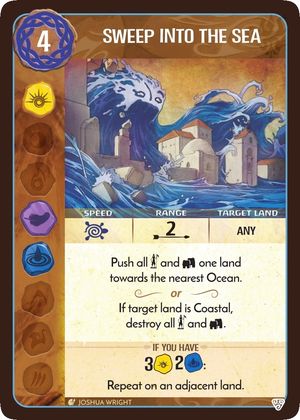 4
SWEEP INTO THE SEA
SPEED RANGE TARGET LAND
2 ANY
Push all and one land
towards the nearest Ocean.
or
If target land is Coastal,
destroy all and .
IF YOU HAVE
3 2 :
Repeat on an adjacent land.
JOSHUA WRIGHT